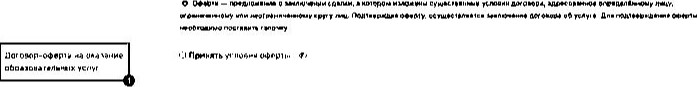 Оферта — предложение о заключении сделки, в котором изложены существенные условия договора, адресованное определённому лицу,
ограниченному или неограниченному кругу лиц. Подтверждая оферту, осуществляется заключение договора об услуге. Для подтверждения оферты
необходимо поставить галочку
Договор-оферта на оказание
образовательных услуг
1
Принять условия оферты